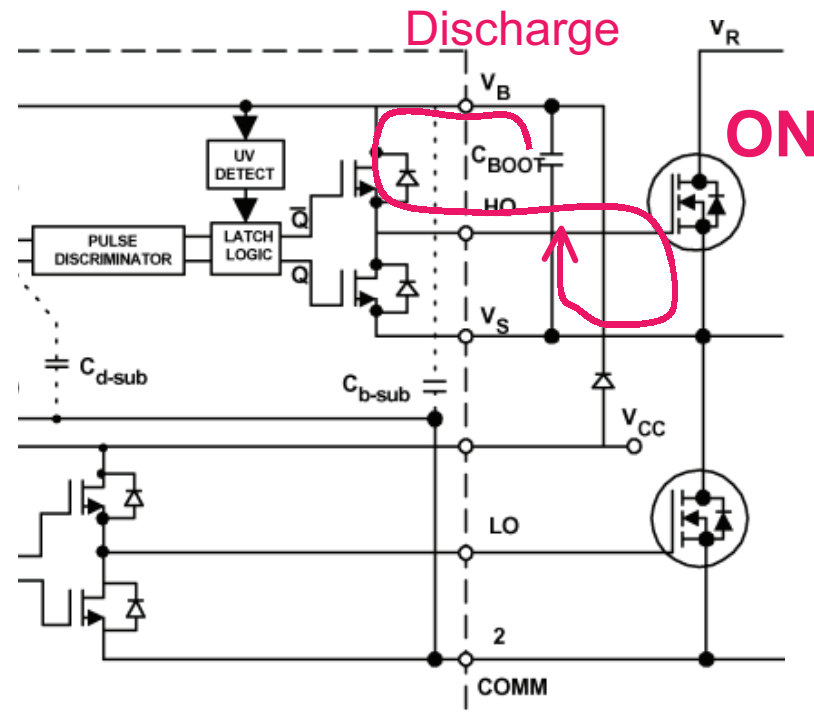 Discharge
VR
VB
ON
UV
DETECT
CBOOT
Q̅
HO
PULSE
DISCRIMINATOR
LATCH
LOGIC
Q
VS
Cd-sub
Cb-sub
VCC
LO
2
COMM